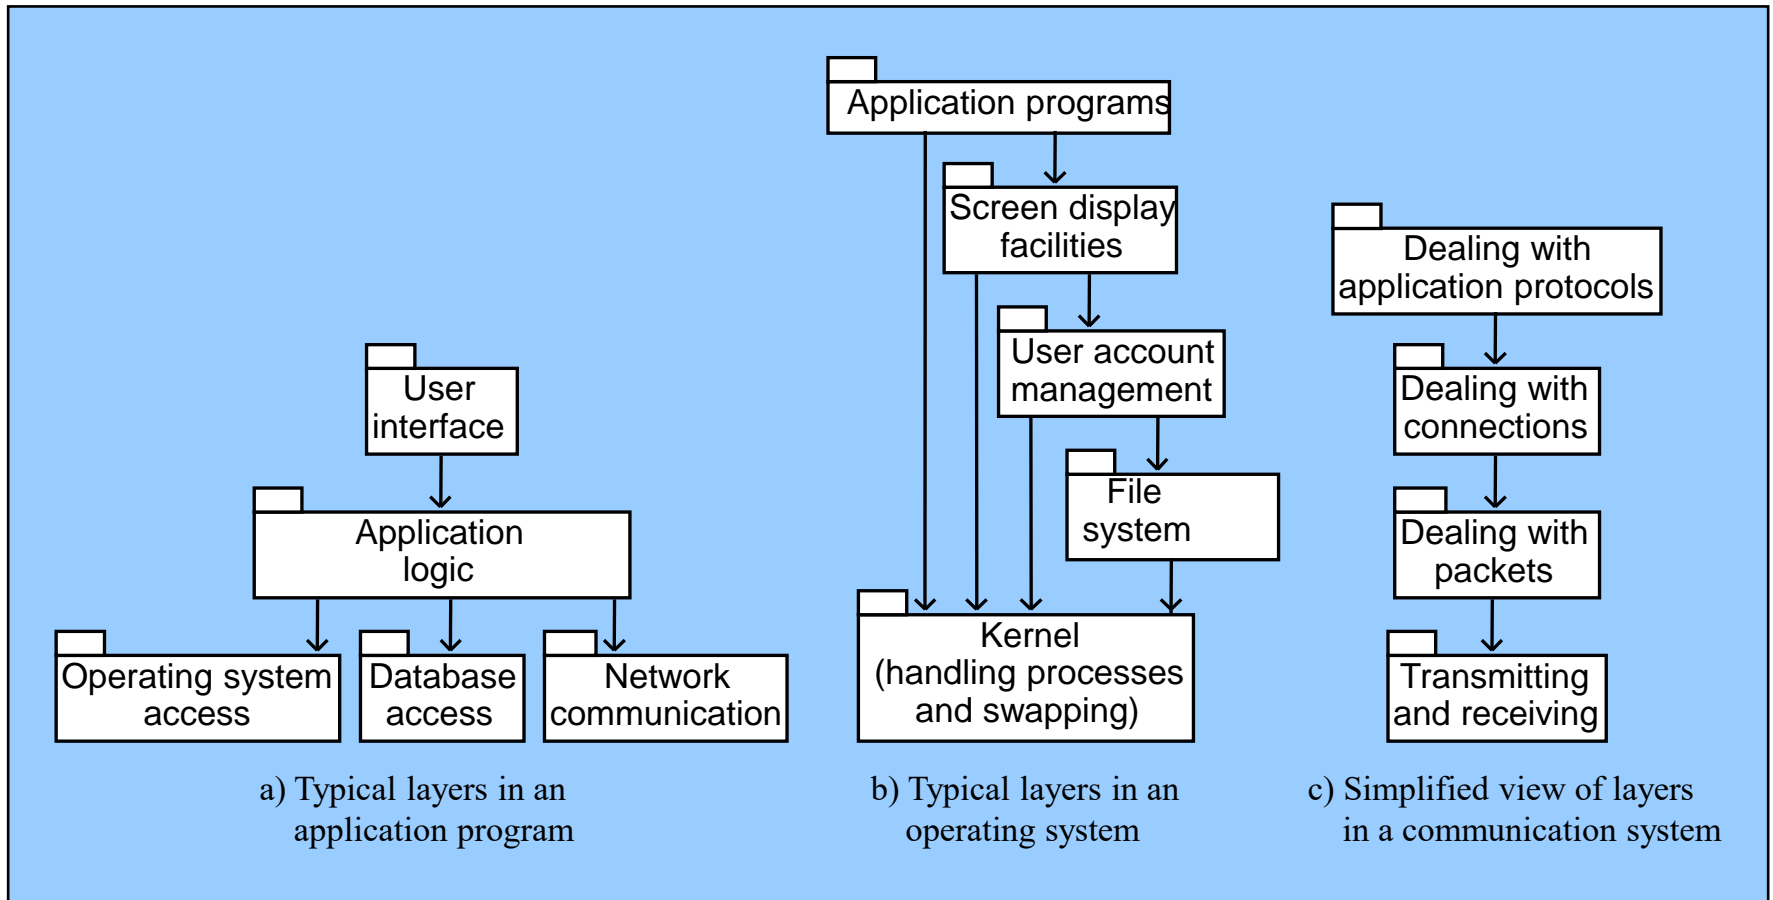 User
interface
Application
logic
Operating system
access
Database
access
Network
communication
a) Typical layers in an
application program
Application programs
Screen display
facilities
User account
management
File
system
Kernel
(handling processes
and swapping)
b) Typical layers in an
operating system
Dealing with
application protocols
Dealing with
connections
Dealing with
packets
Transmitting
and receiving
c) Simplified view of layers
in a communication system